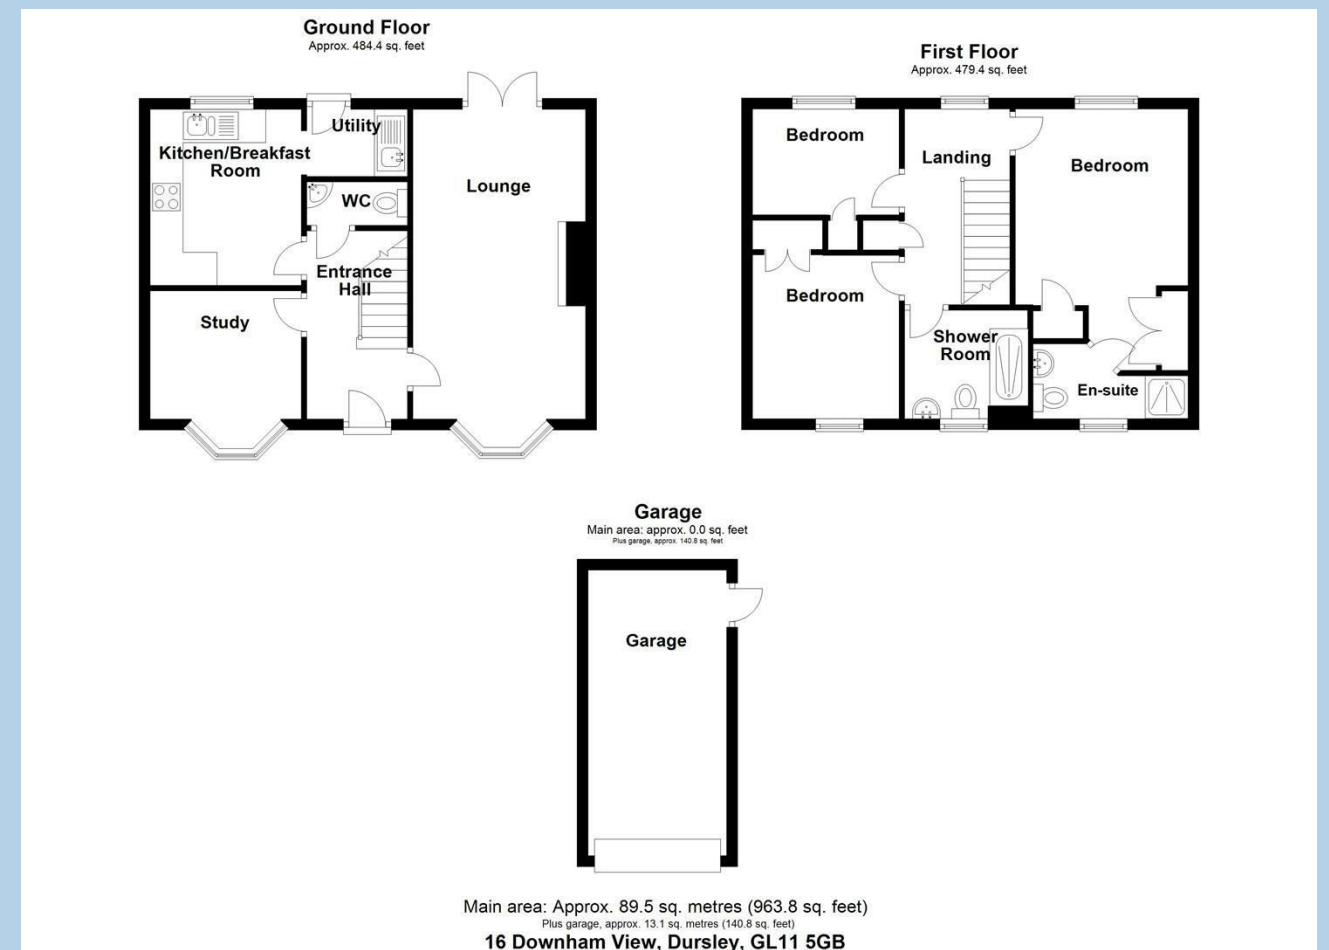 Ground Floor
Approx. 484.4 sq. feet
Utility
Kitchen/Breakfast
Room
WC
Lounge
Entrance
Hall
Study
First Floor
Approx. 479.4 sq. feet
Bedroom
Landing
Bedroom
Bedroom
Shower
Room
En-suite
Garage
Main area: approx. 0.0 sq. feet
Plus garage, approx. 140.8 sq. feet
Garage
Main area: Approx. 89.5 sq. metres (963.8 sq. feet)
Plus garage, approx. 13.1 sq. metres (140.8 sq. feet)
16 Downham View, Dursley, GL11 5GB